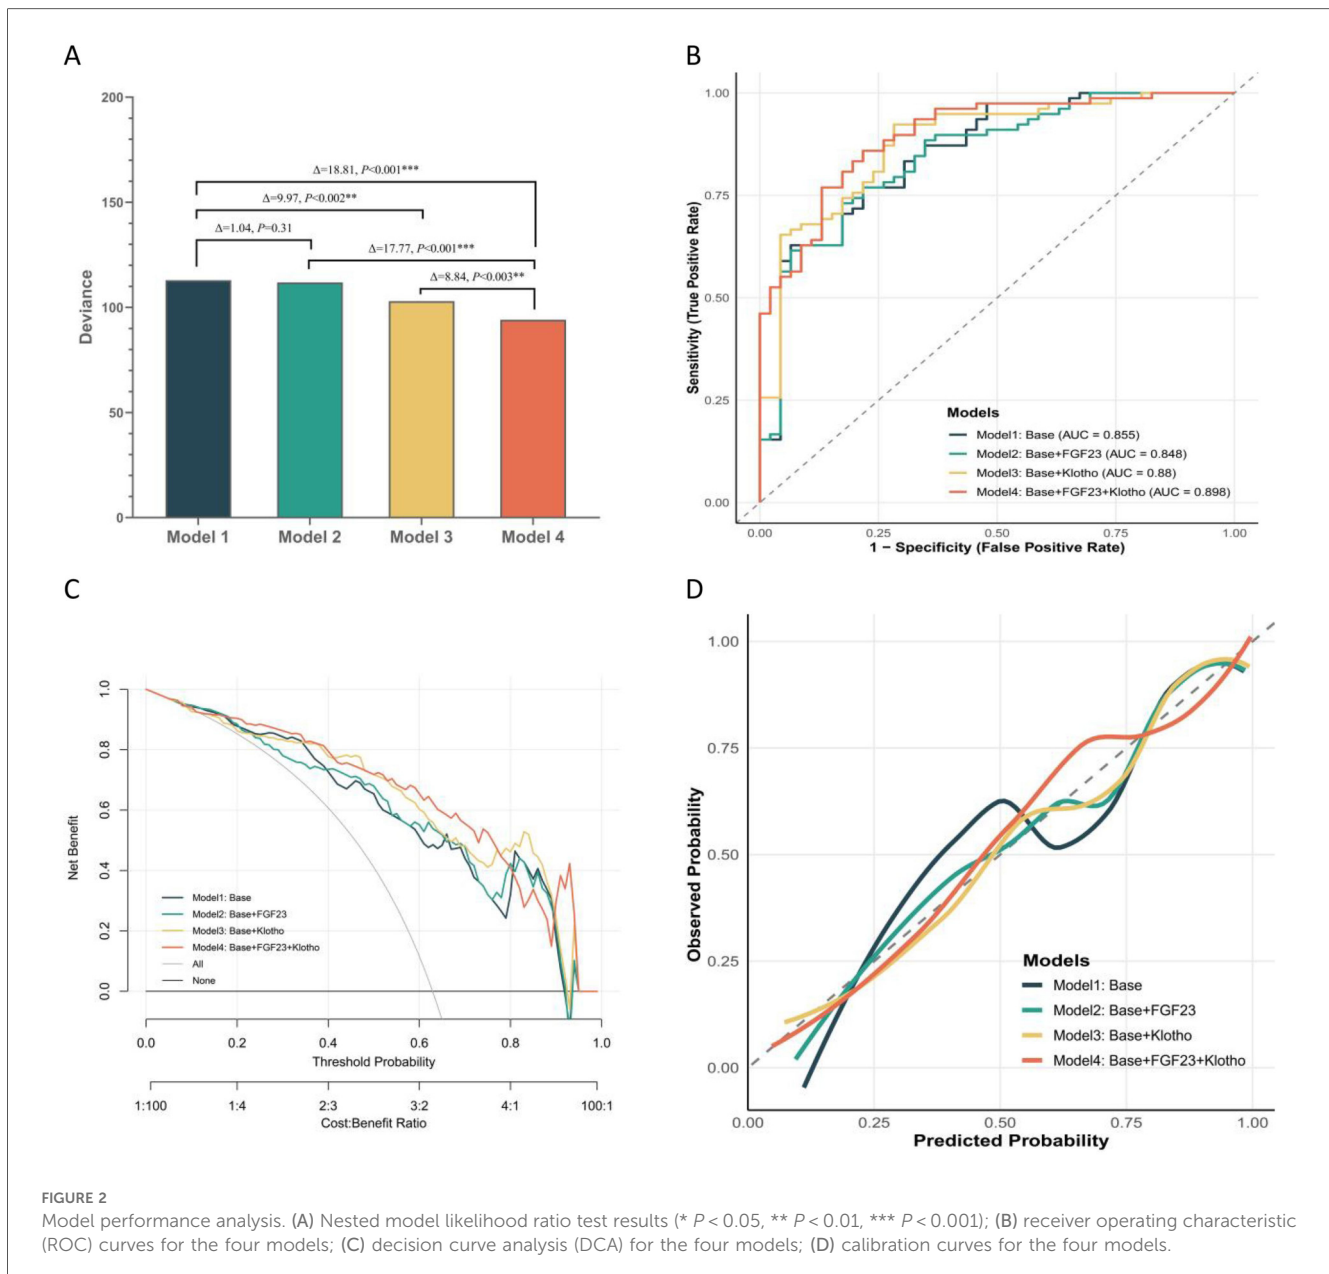 A
200
150
100
50
0
Deviance
Δ=18.81, P<0.001***
Δ=9.97, P<0.002**
Δ=1.04, P=0.31
Δ=17.77, P<0.001***
Δ=8.84, P<0.003**
Model 1 Model 2 Model 3 Model 4
B
1.00
0.75
0.50
0.25
0.00
Sensitivity (True Positive Rate)
Models
Model1: Base (AUC = 0.855)
Model2: Base+FGF23 (AUC = 0.848)
Model3: Base+Klotho (AUC = 0.88)
Model4: Base+FGF23+Klotho (AUC = 0.898)
0.00 0.25 0.50 0.75 1.00
1 − Specificity (False Positive Rate)
C
1.0
0.8
0.6
0.4
0.2
0.0
Net Benefit
Model1: Base
Model2: Base+FGF23
Model3: Base+Klotho
Model4: Base+FGF23+Klotho
All
None
0.0 0.2 0.4 0.6 0.8 1.0
Threshold Probability
1:100 1:4 2:3 3:2 4:1 100:1
Cost:Benefit Ratio
D
1.00
0.75
0.50
0.25
0.00
Observed Probability
Models
Model1: Base
Model2: Base+FGF23
Model3: Base+Klotho
Model4: Base+FGF23+Klotho
0.00 0.25 0.50 0.75 1.00
Predicted Probability
FIGURE 2
Model performance analysis. (A) Nested model likelihood ratio test results (* P < 0.05, ** P < 0.01, *** P < 0.001); (B) receiver operating characteristic
(ROC) curves for the four models; (C) decision curve analysis (DCA) for the four models; (D) calibration curves for the four models.